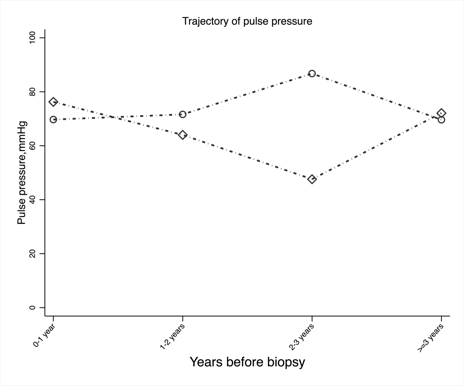 Trajectory of pulse pressure
100
80
60
40
20
0
Pulse pressure,mmHg
0-1 year
1-2 years
2-3 years
>=3 years
Years before biopsy